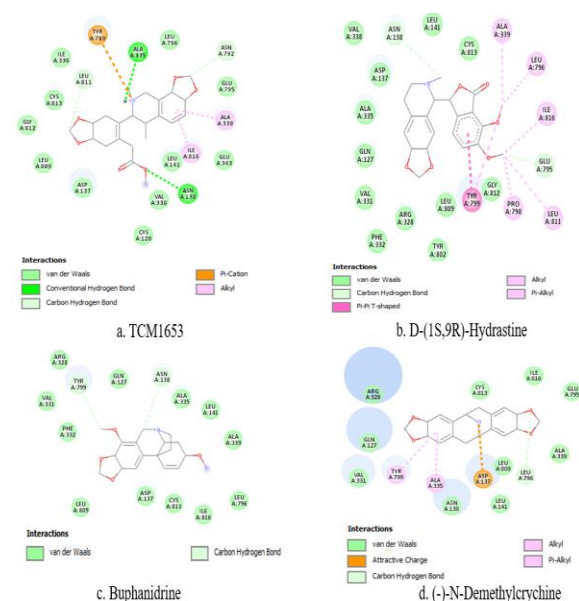 TYR
A:799
ALA
A:335
LEU
A:796
ASN
A:792
ILE
A:336
LEU
A:811
GLU
A:795
CYS
A:813
ALA
A:339
GLY
A:812
ILE
A:816
LEU
A:809
LEU
A:141
GLU
A:343
ASP
A:137
VAL
A:338
ASN
A:138
CYS
A:120
Interactions
van der Waals
Conventional Hydrogen Bond
Carbon Hydrogen Bond
Pi-Cation
Alkyl
a. TCM1653
VAL
A:338
ASN
A:138
LEU
A:141
CYS
A:813
ALA
A:339
LEU
A:796
ASP
A:137
ILE
A:816
ALA
A:335
GLN
A:127
GLU
A:795
VAL
A:331
LEU
A:809
TYR
A:799
GLY
A:812
PRO
A:798
LEU
A:811
ARG
A:328
PHE
A:332
TYR
A:802
Interactions
van der Waals
Carbon Hydrogen Bond
Pi-Pi T-shaped
Alkyl
Pi-Alkyl
b. D-(1S,9R)-Hydrastine
ARG
A:328
TYR
A:799
GLN
A:127
ASN
A:138
VAL
A:331
ALA
A:335
LEU
A:141
PHE
A:332
ALA
A:339
LEU
A:809
ASP
A:137
CYS
A:813
ILE
A:816
LEU
A:796
Interactions
van der Waals
Carbon Hydrogen Bond
c. Buphanidrine
ARG
A:328
CYS
A:813
ILE
A:816
GLU
A:795
GLN
A:127
ALA
A:339
VAL
A:331
TYR
A:799
ALA
A:335
ASP
A:137
LEU
A:809
LEU
A:796
ASN
A:138
LEU
A:141
Interactions
van der Waals
Attractive Charge
Carbon Hydrogen Bond
Alkyl
Pi-Alkyl
d. (-)-N-Demethylcrychine